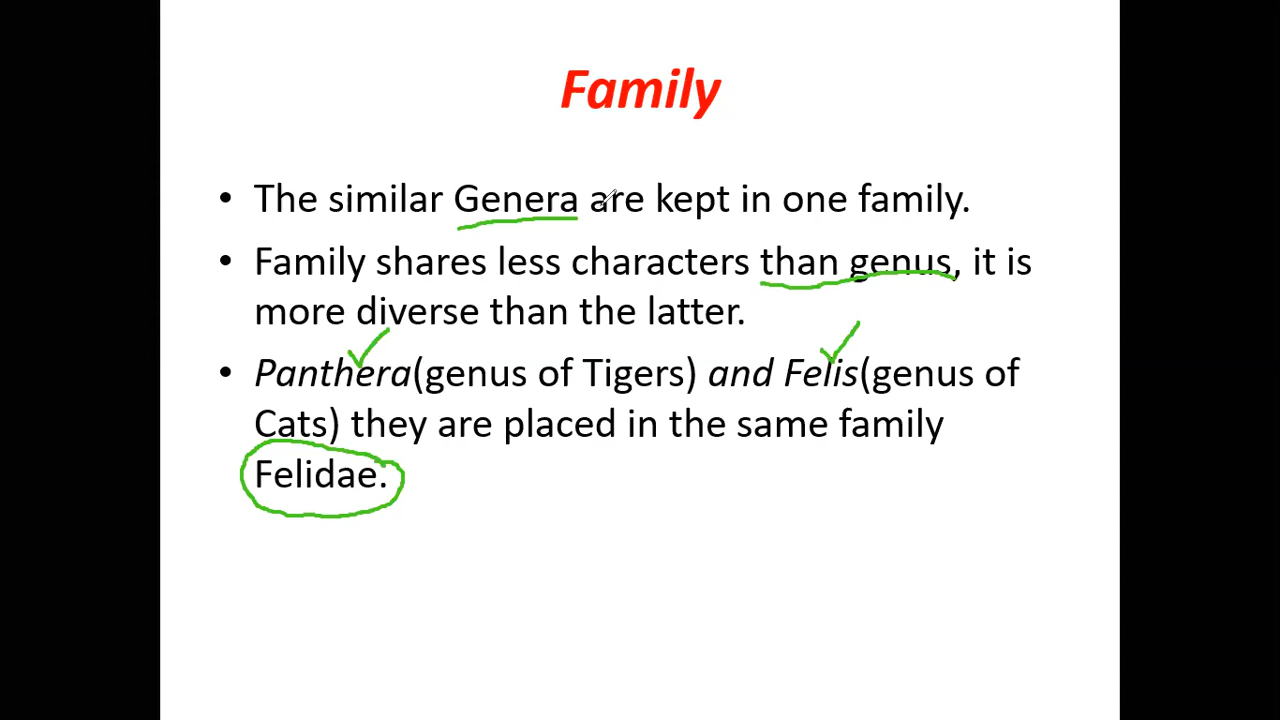 Family
• The similar Genera are kept in one family.
• Family shares less characters than genus, it is
more diverse than the latter.
• Panthera(genus of Tigers) and Felis(genus of
Cats) they are placed in the same family
Felidae.